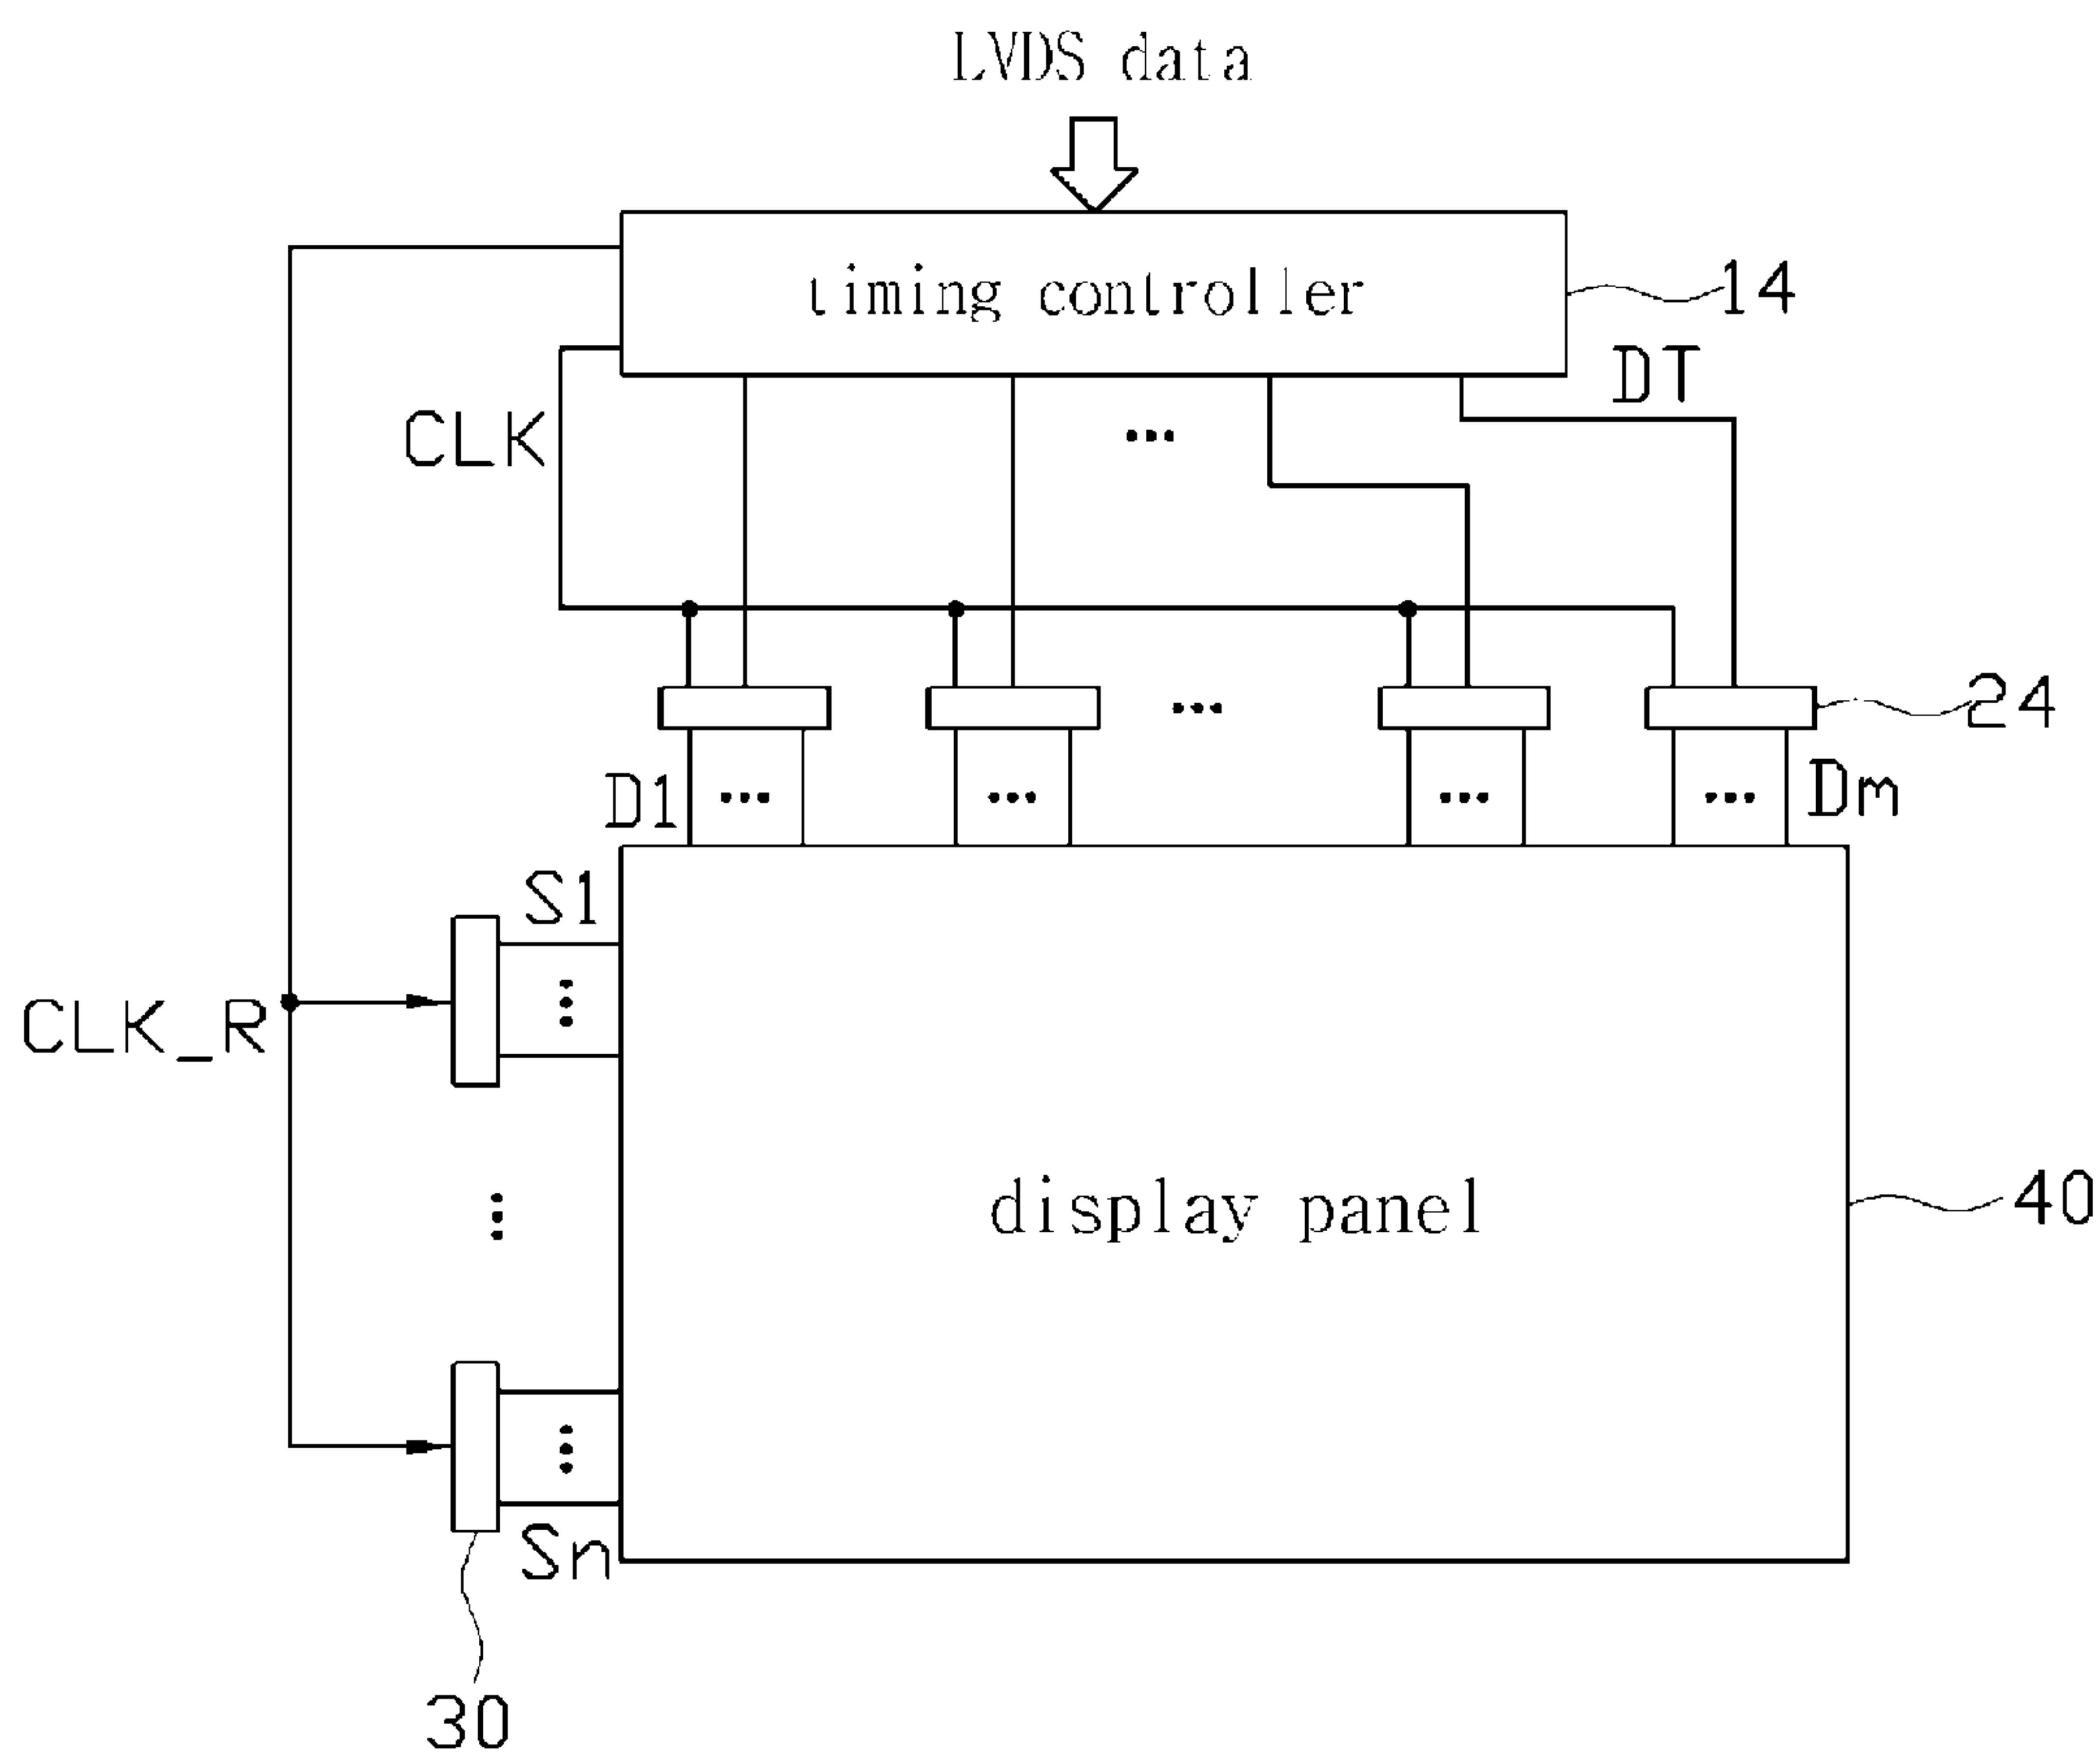 LVDS data
timing controller
14
DT
CLK
24
D1
Dm
S1
CLK_R
display panel
40
Sn
30